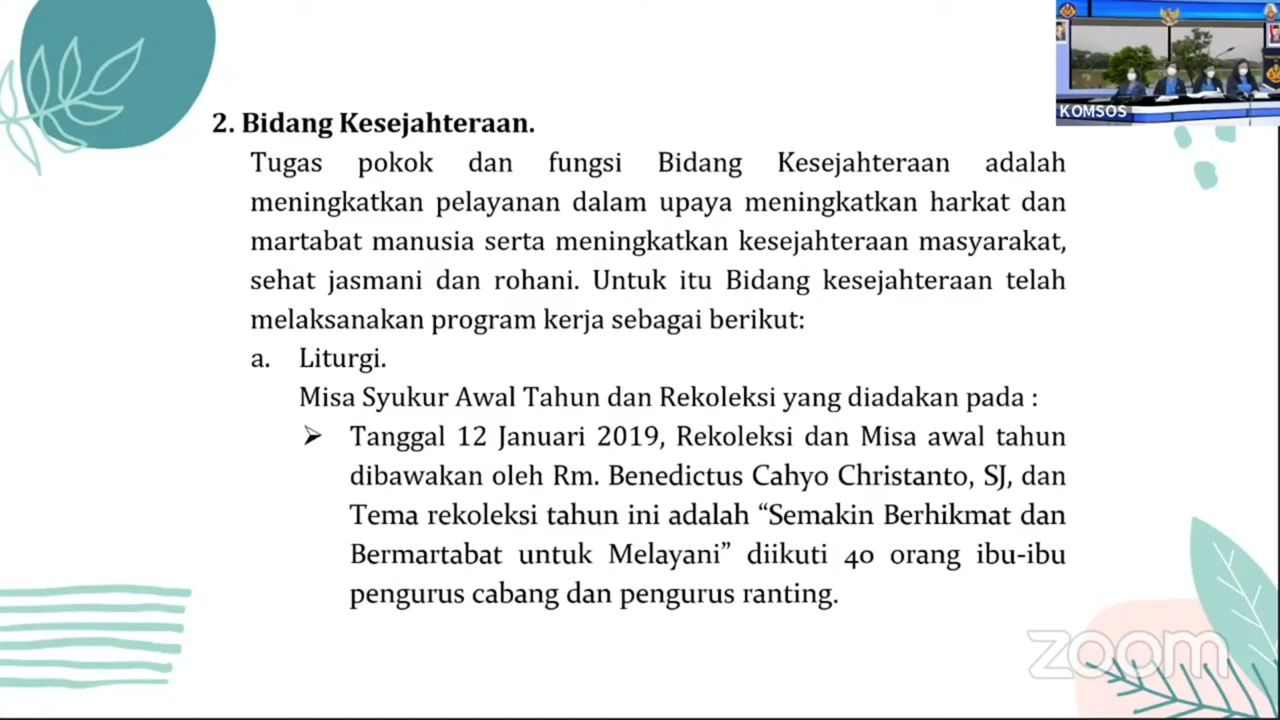 2. Bidang Kesejahteraan.
Tugas pokok dan fungsi Bidang Kesejahteraan adalah
meningkatkan pelayanan dalam upaya meningkatkan harkat dan
martabat manusia serta meningkatkan kesejahteraan masyarakat,
sehat jasmani dan rohani. Untuk itu Bidang kesejahteraan telah
melaksanakan program kerja sebagai berikut:
a. Liturgi.
Misa Syukur Awal Tahun dan Rekoleksi yang diadakan pada :
➢ Tanggal 12 Januari 2019, Rekoleksi dan Misa awal tahun
dibawakan oleh Rm. Benedictus Cahyo Christanto, SJ, dan
Tema rekoleksi tahun ini adalah “Semakin Berhikmat dan
Bermartabat untuk Melayani” diikuti 40 orang ibu-ibu
pengurus cabang dan pengurus ranting.
KOMSOS
zoom